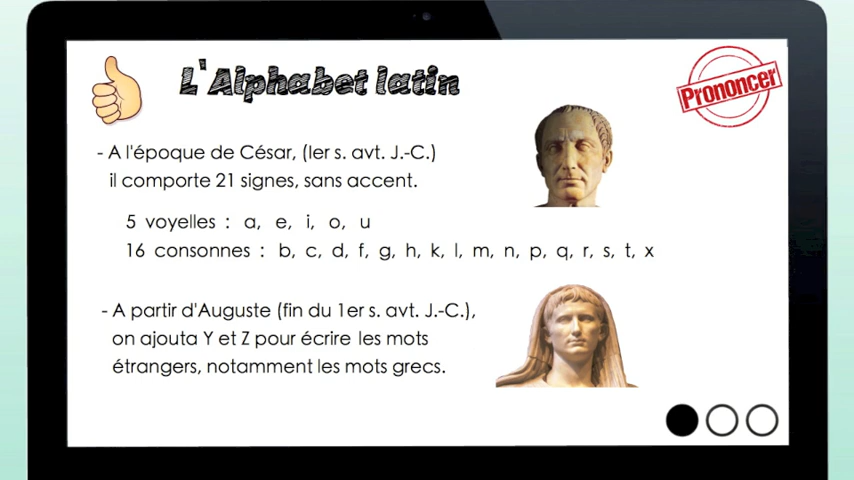 L'Alphabet latin
Prononcer
- A l'époque de César, (Ier s. avt. J.-C.)
il comporte 21 signes, sans accent.
5 voyelles : a, e, i, o, u
16 consonnes : b, c, d, f, g, h, k, l, m, n, p, q, r, s, t, x
- A partir d'Auguste (fin du 1er s. avt. J.-C.),
on ajouta Y et Z pour écrire les mots
étrangers, notamment les mots grecs.